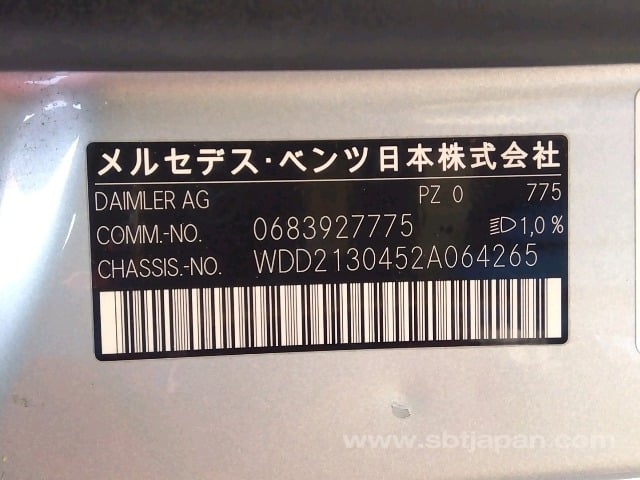 メルセデス・ベンツ日本株式会社
DAIMLER AG PZ 0 775
COMM.-NO. 0683927775 1,0%
CHASSIS.-NO. WDD2130452A064265
www.sbtjapan.com